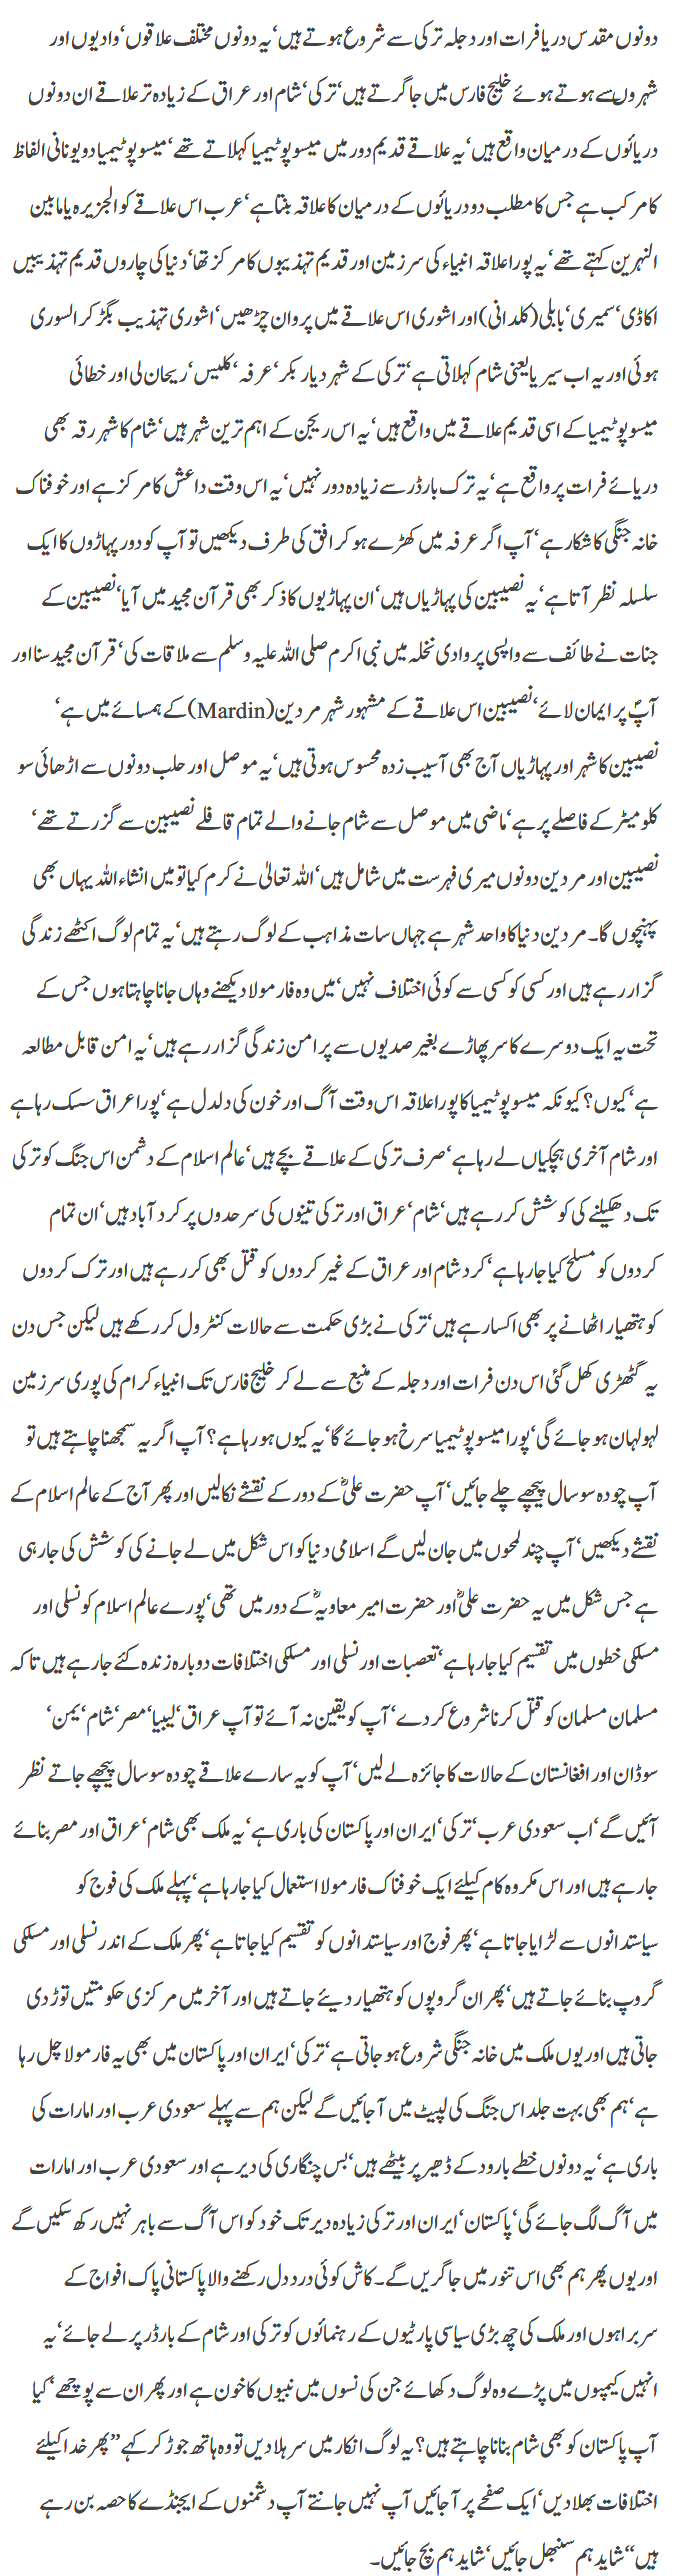 دونوں مقدس دریا فرات اور دجلہ ترکی سے شروع ہوتے ہیں‘ یہ دونوں مختلف علاقوں‘ وادیوں اور
شہروں سے ہوتے ہوئے خلیج فارس میں جا گرتے ہیں‘ ترکی‘ شام اور عراق کے زیادہ تر علاقے ان دونوں
دریائوں کے درمیان واقع ہیں‘ یہ علاقے قدیم دور میں میسو پوٹیمیا کہلاتے تھے‘ میسو پوٹیمیا دو یونانی الفاظ
کا مرکب ہے جس کا مطلب دو دریائوں کے درمیان کا علاقہ بنتا ہے‘ عرب اس علاقے کو الجزیرہ یا مابین
النہرین کہتے تھے‘ یہ پورا علاقہ انبیاء کی سرزمین اور قدیم تہذیبوں کا مرکز تھا‘ دنیا کی چاروں قدیم تہذیبیں
اکاڈی‘ سمیری‘ بابلی (کلدانی) اور اشوری اس علاقے میں پروان چڑھیں‘ اشوری تہذیب بگڑ کر السوری
ہوئی اور یہ اب سیریا یعنی شام کہلاتی ہے‘ ترکی کے شہر دیار بکر‘ عرفہ‘ کلیس‘ ریحان لی اور خطائی
میسو پوٹیمیا کے اسی قدیم علاقے میں واقع ہیں‘ یہ اس ریجن کے اہم ترین شہر ہیں‘ شام کا شہر رقہ بھی
دریائے فرات پر واقع ہے‘ یہ ترک بارڈر سے زیادہ دور نہیں‘ یہ اس وقت داعش کا مرکز ہے اور خوفناک
خانہ جنگی کا شکار ہے‘ آپ اگر عرفہ میں کھڑے ہو کر افق کی طرف دیکھیں تو آپ کو دور پہاڑوں کا ایک
سلسلہ نظر آتا ہے‘ یہ نصیبین کی پہاڑیاں ہیں‘ ان پہاڑیوں کا ذکر بھی قرآن مجید میں آیا‘ نصیبین کے
جنات نے طائف سے واپسی پر وادی نخلہ میں نبی اکرم صلی اللہ علیہ وسلم سے ملاقات کی‘ قرآن مجید سنا اور
آپؐ پر ایمان لائے‘ نصیبین اس علاقے کے مشہور شہر مردین (Mardin) کے ہمسائے میں ہے‘
نصیبین کا شہر اور پہاڑیاں آج بھی آسیب زدہ محسوس ہوتی ہیں‘ یہ موصل اور حلب دونوں سے اڑھائی سو
کلو میٹر کے فاصلے پر ہے‘ ماضی میں موصل سے شام جانے والے تمام قافلے نصیبین سے گزرتے تھے‘
نصیبین اور مردین دونوں میری فہرست میں شامل ہیں‘ اللہ تعالیٰ نے کرم کیا تو میں انشاء اللہ یہاں بھی
پہنچوں گا۔ مردین دنیا کا واحد شہر ہے جہاں سات مذاہب کے لوگ رہتے ہیں‘ یہ تمام لوگ اکٹھے زندگی
گزار رہے ہیں اور کسی کو کسی سے کوئی اختلاف نہیں‘ میں وہ فارمولا دیکھنے وہاں جانا چاہتا ہوں جس کے
تحت یہ ایک دوسرے کا سر پھاڑے بغیر صدیوں سے پر امن زندگی گزار رہے ہیں‘ یہ امن قابل مطالعہ
ہے‘ کیوں؟ کیونکہ میسو پوٹیمیا کا پورا علاقہ اس وقت آگ اور خون کی دلدل ہے‘ پورا عراق سسک رہا ہے
اور شام آخری ہچکیاں لے رہا ہے‘ صرف ترکی کے علاقے بچے ہیں‘ عالم اسلام کے دشمن اس جنگ کو ترکی
تک دھکیلنے کی کوشش کر رہے ہیں‘ شام‘ عراق اور ترکی تینوں کی سرحدوں پر کرد آباد ہیں‘ ان تمام
کردوں کو مسلح کیا جا رہا ہے‘ کرد شام اور عراق کے غیر کردوں کو قتل بھی کر رہے ہیں اور ترک کردوں
کو ہتھیار اٹھانے پر بھی اکسا رہے ہیں‘ ترکی نے بڑی حکمت سے حالات کنٹرول کر رکھے ہیں لیکن جس دن
یہ گٹھڑی کھل گئی اس دن فرات اور دجلہ کے منبع سے لے کر خلیج فارس تک انبیاء کرام کی پوری سرزمین
لہولہان ہو جائے گی‘ پورا میسو پوٹیمیا سرخ ہو جائے گا‘ یہ کیوں ہو رہا ہے؟ آپ اگر یہ سمجھنا چاہتے ہیں تو
آپ چودہ سو سال پیچھے چلے جائیں‘ آپ حضرت علیؓ کے دور کے نقشے نکالیں اور پھر آج کے عالم اسلام کے
نقشے دیکھیں‘ آپ چند لمحوں میں جان لیں گے اسلامی دنیا کو اس شکل میں لے جانے کی کوشش کی جا رہی
ہے جس شکل میں یہ حضرت علیؓ اور حضرت امیر معاویہؓ کے دور میں تھی‘ پورے عالم اسلام کو نسلی اور
مسلکی خطوں میں تقسیم کیا جا رہا ہے‘ تعصبات اور نسلی اور مسلکی اختلافات دوبارہ زندہ کئے جا رہے ہیں تاکہ
مسلمان مسلمان کو قتل کرنا شروع کر دے‘ آپ کو یقین نہ آئے تو آپ عراق‘ لیبیا‘ مصر‘ شام‘ یمن‘
سوڈان اور افغانستان کے حالات کا جائزہ لے لیں‘ آپ کو یہ سارے علاقے چودہ سو سال پیچھے جاتے نظر
آئیں گے‘ اب سعودی عرب‘ ترکی‘ ایران اور پاکستان کی باری ہے‘ یہ ملک بھی شام‘ عراق اور مصر بنائے
جا رہے ہیں اور اس مکروہ کام کیلئے ایک خوفناک فارمولا استعمال کیا جا رہا ہے‘ پہلے ملک کی فوج کو
سیاستدانوں سے لڑایا جاتا ہے‘ پھر فوج اور سیاستدانوں کو تقسیم کیا جاتا ہے‘ پھر ملک کے اندر نسلی اور مسلکی
گروپ بنائے جاتے ہیں‘ پھر ان گروپوں کو ہتھیار دیئے جاتے ہیں اور آخر میں مرکزی حکومتیں توڑ دی
جاتی ہیں اور یوں ملک میں خانہ جنگی شروع ہو جاتی ہے‘ ترکی‘ ایران اور پاکستان میں بھی یہ فارمولا چل رہا
ہے‘ ہم بھی بہت جلد اس جنگ کی لپیٹ میں آ جائیں گے لیکن ہم سے پہلے سعودی عرب اور امارات کی
باری ہے‘ یہ دونوں خطے بارود کے ڈھیر پر بیٹھے ہیں‘ بس چنگاری کی دیر ہے اور سعودی عرب اور امارات
میں آگ لگ جائے گی‘ پاکستان‘ ایران اور ترکی زیادہ دیر تک خود کو اس آگ سے باہر نہیں رکھ سکیں گے
اور یوں پھر ہم بھی اس تنور میں جا گریں گے۔ کاش کوئی درد دل رکھنے والا پاکستانی پاک افواج کے
سربراہوں اور ملک کی چھ بڑی سیاسی پارٹیوں کے رہنمائوں کو ترکی اور شام کے بارڈر پر لے جائے‘ یہ
انہیں کیمپوں میں پڑے وہ لوگ دکھائے جن کی نسوں میں نبیوں کا خون ہے اور پھر ان سے پوچھے‘ کیا
آپ پاکستان کو بھی شام بنانا چاہتے ہیں؟ یہ لوگ انکار میں سر ہلا دیں تو وہ ہاتھ جوڑ کر کہے ’’پھر خدا کیلئے
اختلافات بھلا دیں‘ ایک صفحے پر آ جائیں آپ نہیں جانتے آپ دشمنوں کے ایجنڈے کا حصہ بن رہے
ہیں‘‘ شاید ہم سنبھل جائیں‘ شاید ہم بچ جائیں۔